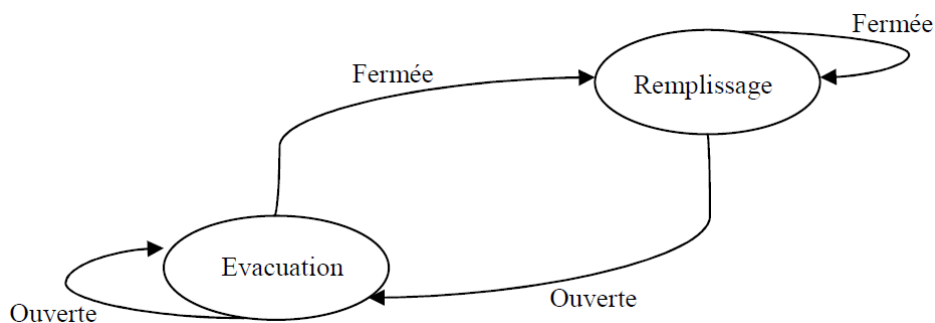 Fermée
Fermée
Remplissage
Evacuation
Ouverte
Ouverte